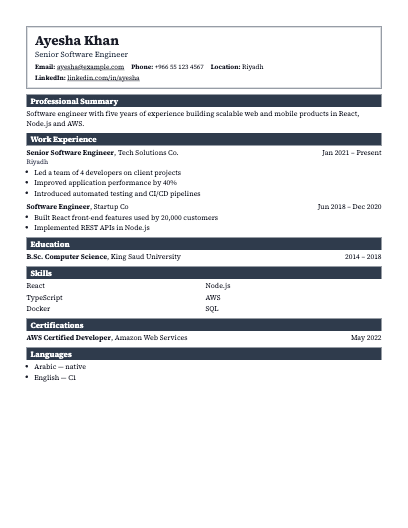 Ayesha Khan
Senior Software Engineer
Email: ayesha@example.com Phone: +966 55 123 4567 Location: Riyadh
LinkedIn: linkedin.com/in/ayesha
Professional Summary
Software engineer with five years of experience building scalable web and mobile products in React,
Node.js and AWS.
Work Experience
Senior Software Engineer, Tech Solutions Co. Jan 2021 – Present
Riyadh
• Led a team of 4 developers on client projects
• Improved application performance by 40%
• Introduced automated testing and CI/CD pipelines
Software Engineer, Startup Co Jun 2018 – Dec 2020
• Built React front-end features used by 20,000 customers
• Implemented REST APIs in Node.js
Education
B.Sc. Computer Science, King Saud University 2014 – 2018
Skills
React Node.js
TypeScript AWS
Docker SQL
Certifications
AWS Certified Developer, Amazon Web Services May 2022
Languages
• Arabic — native
• English — C1